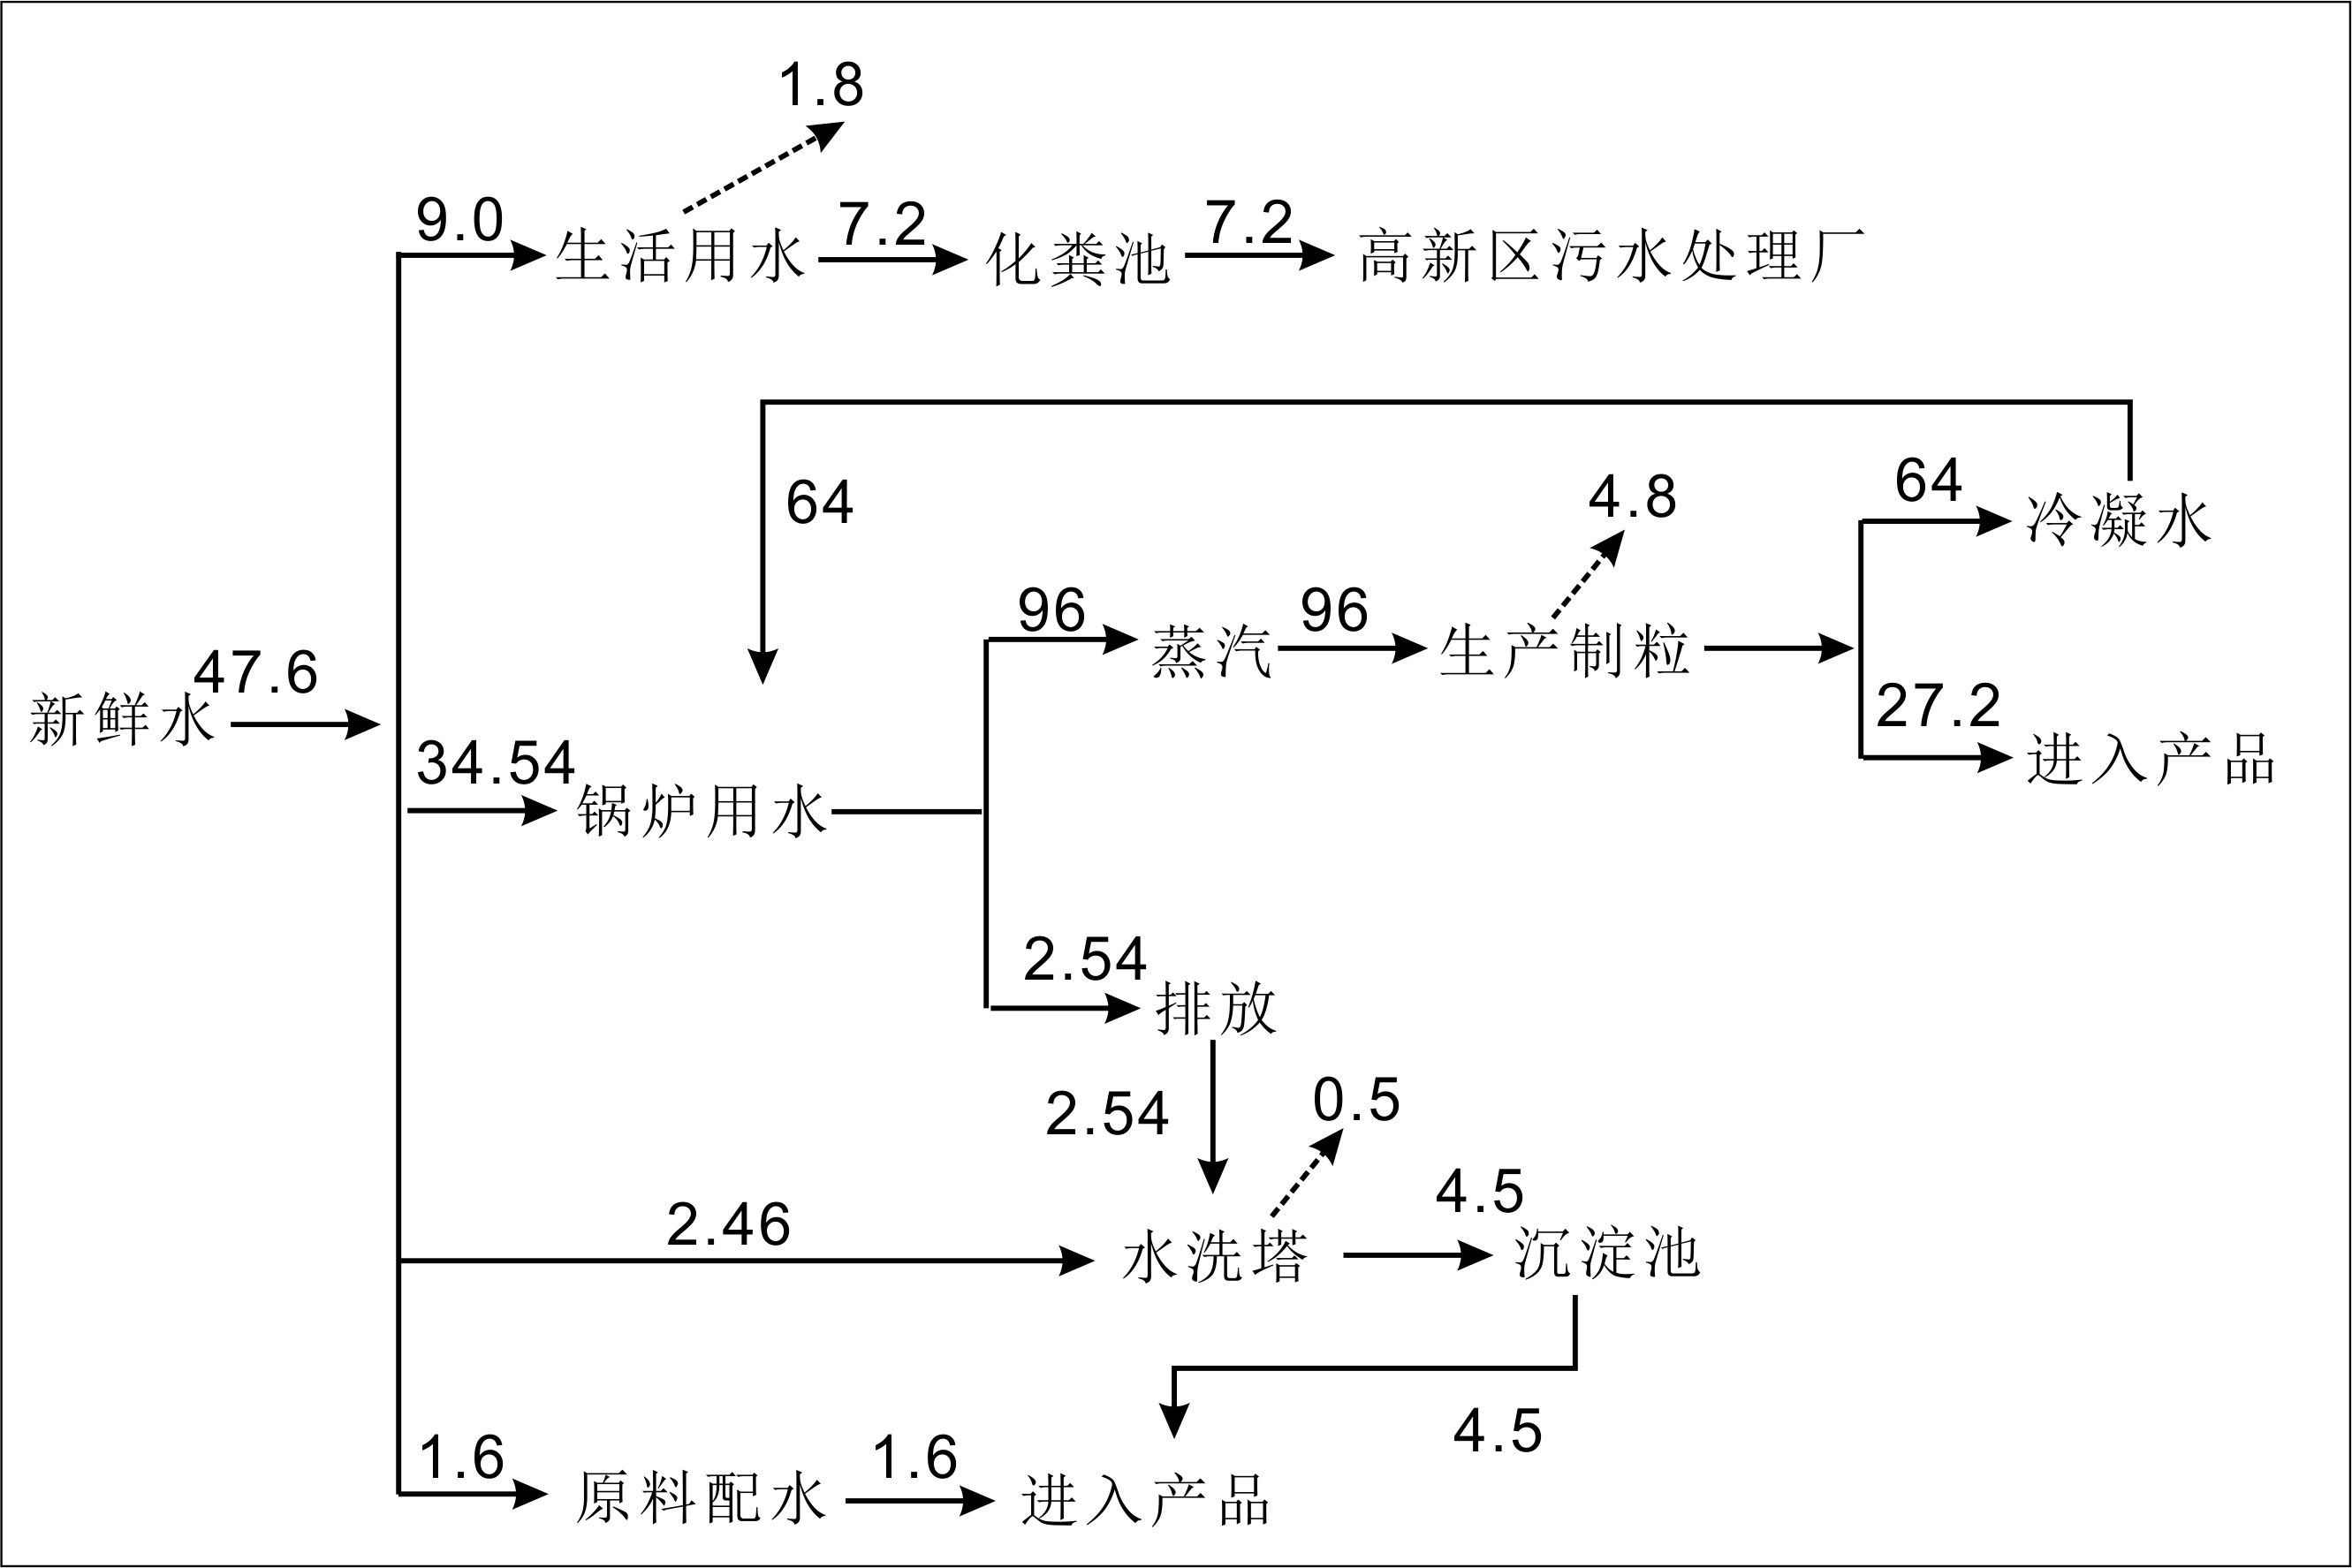 1.8
9.0
生活用水
7.2
化粪池
7.2
高新区污水处理厂
64
4.8
64
冷凝水
96
蒸汽
96
生产制粒
47.6
新鲜水
27.2
进入产品
34.54
锅炉用水
2.54
排放
2.54
0.5
2.46
水洗塔
4.5
沉淀池
4.5
1.6
原料配水
1.6
进入产品